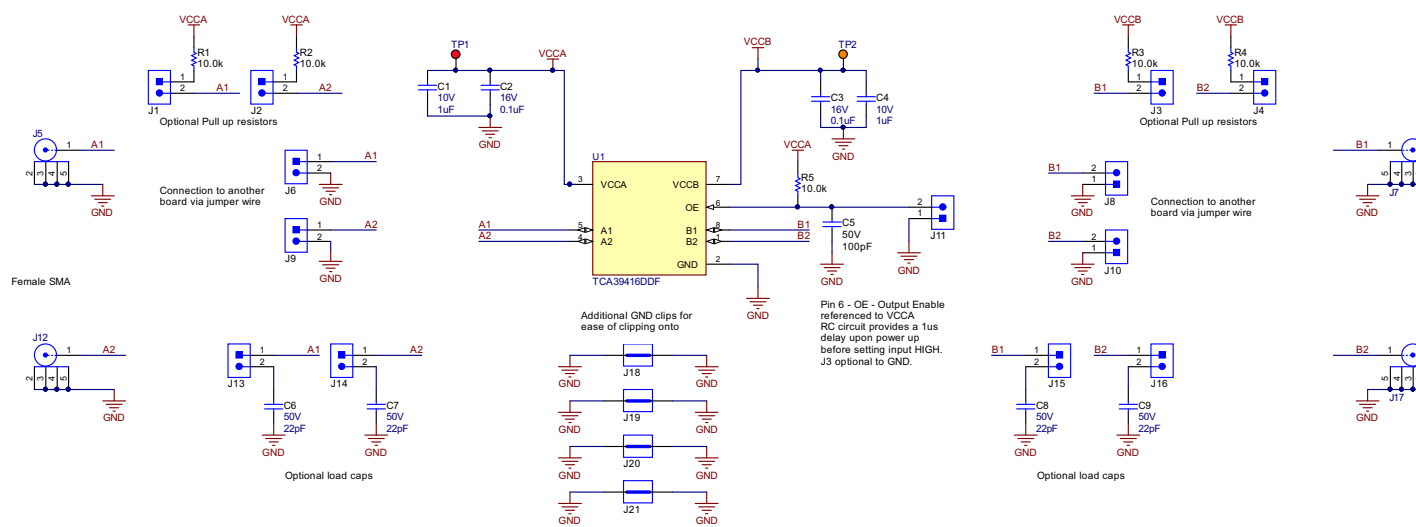 VCCA
R1
10.0k
1
2
A1
J1
VCCA
R2
10.0k
1
2
A2
J2
Optional Pull up resistors
J5
1
A1
2
3
4
5
GND
Connection to another
board via jumper wire
1
2
A1
J6
GND
1
2
A2
J9
GND
Female SMA
J12
1
A2
2
3
4
5
GND
1
2
A1
J13
C6
50V
22pF
GND
1
2
A2
J14
C7
50V
22pF
GND
Optional load caps
TP1
VCCA
C1
10V
1uF
C2
16V
0.1uF
GND
VCCB
TP2
C3
16V
0.1uF
C4
10V
1uF
GND
U1
3
VCCA
VCCB
7
OE
6
A1
5
A1
B1
8
B1
A2
4
A2
B2
1
B2
GND
2
TCA39416DDF
GND
VCCA
R5
10.0k
C5
50V
100pF
GND
2
1
J11
GND
Pin 6 - OE - Output Enable
referenced to VCCA
RC circuit provides a 1us
delay upon power up
before setting input HIGH.
J3 optional to GND.
Additional GND clips for
ease of clipping onto
GND
J18
GND
GND
J19
GND
GND
J20
GND
GND
J21
GND
VCCB
R3
10.0k
B1
1
2
J3
VCCB
R4
10.0k
B2
1
2
J4
Optional Pull up resistors
B1
2
1
J8
GND
Connection to another
board via jumper wire
B2
2
1
J10
GND
B1
1
5
4
3
J7
GND
B1
1
2
J15
C8
50V
22pF
GND
B2
1
2
J16
C9
50V
22pF
GND
Optional load caps
B2
1
5
4
3
J17
GND